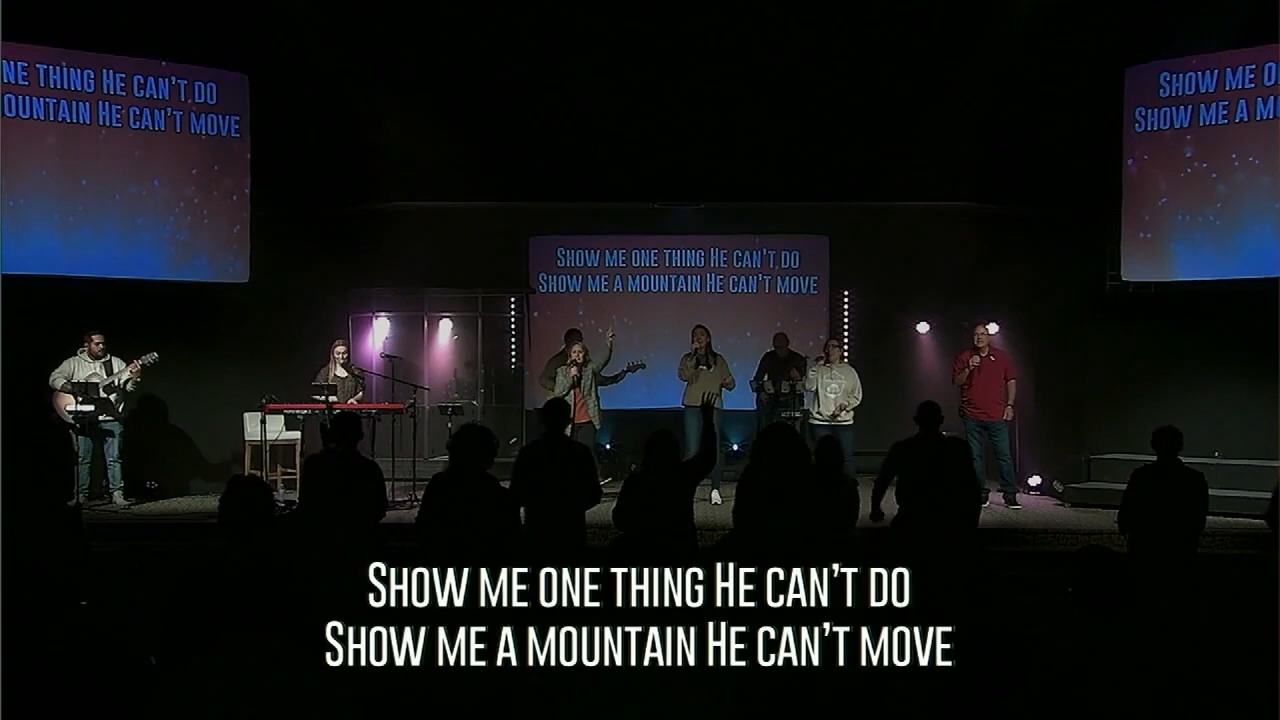 NE THING HE CAN'T DO
OUNTAIN HE CAN'T MOVE
SHOW ME O
SHOW ME A M
SHOW ME ONE THING HE CAN'T DO
SHOW ME A MOUNTAIN HE CAN'T MOVE
SHOW ME ONE THING HE CAN'T DO
SHOW ME A MOUNTAIN HE CAN'T MOVE